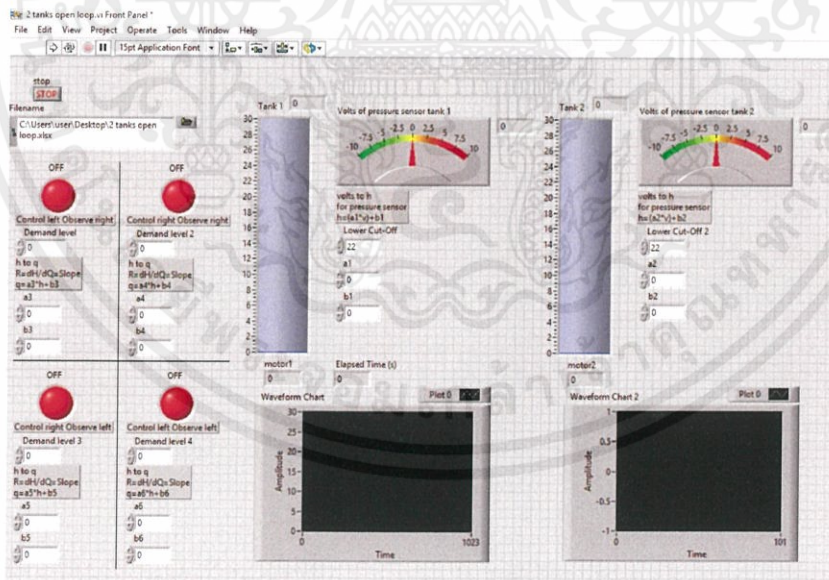 2 tanks open loop.vi Front Panel *
File Edit View Project Operate Tools Window Help
15pt Application Font
stop
STOP
Filename
C:\Users\user\Desktop\2 tanks open
loop.xlsx
OFF
OFF
Control left Observe right
Control right Observe right
Demand level
Demand level 2
0
0
h to q
R=dH/dQ=Slope
q=a3*h+b3
h to q
R=dH/dQ=Slope
q=a4*h+b4
a3
a4
0
0
b3
b4
0
0
OFF
OFF
Control right Observe left
Control left Observe left
Demand level 3
Demand level 4
0
0
h to q
R=dH/dQ=Slope
q=a5*h+b5
h to q
R=dH/dQ=Slope
q=a6*h+b6
a5
a6
0
0
b5
b6
0
0
Tank 1 0
30
28
26
24
22
20
18
16
14
12
10
8
6
4
2
0
motor1
0
Volts of pressure sensor tank 1
-10 -7.5 -5 -2.5 0 2.5 5 7.5 10
0
volts to h
for pressure sensor
h=(a1*v)+b1
Lower Cut-Off
22
a1
0
b1
0
Elapsed Time (s)
0
Waveform Chart
Plot 0
30
25
20
15
10
5
0
Amplitude
0 1023
Time
Tank 2 0
30
28
26
24
22
20
18
16
14
12
10
8
6
4
2
0
motor2
0
Volts of pressure sensor tank 2
-10 -7.5 -5 -2.5 0 2.5 5 7.5 10
0
volts to h
for pressure sensor
h=(a2*v)+b2
Lower Cut-Off 2
22
a2
0
b2
0
Waveform Chart 2
Plot 0
1
0.5
0
-0.5
-1
Amplitude
0 101
Time